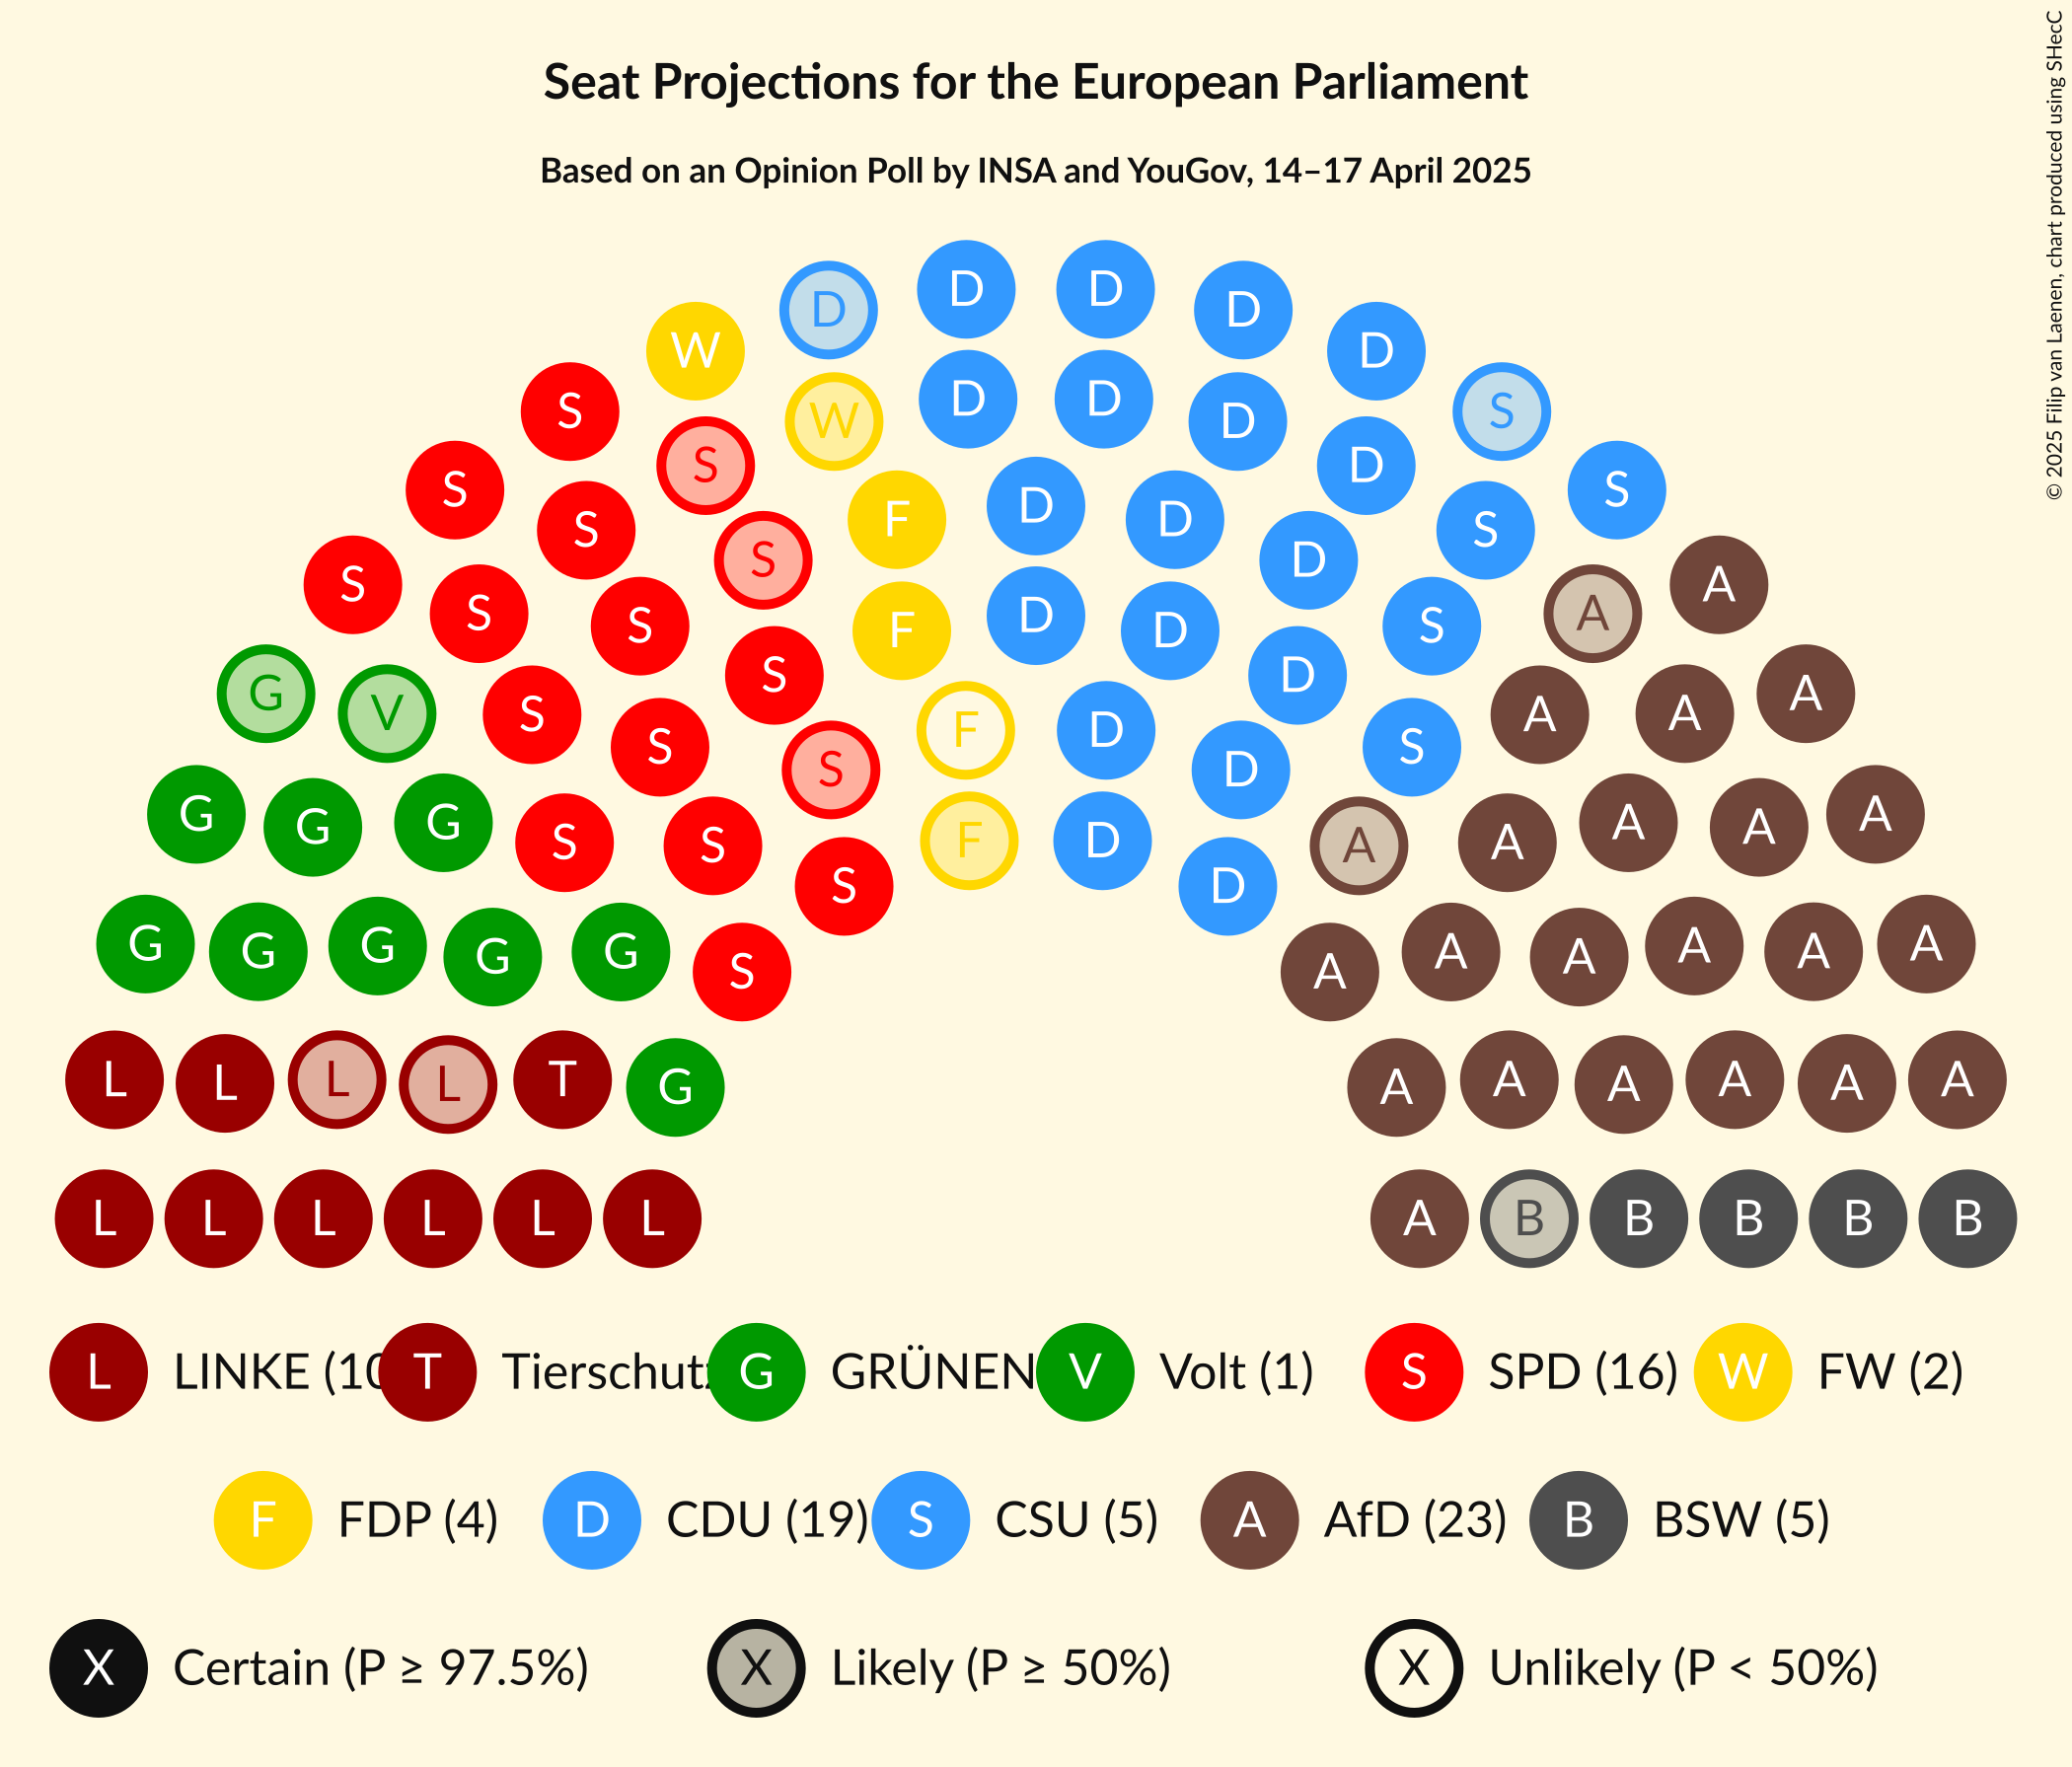 Seat Projections for the European Parliament
Based on an Opinion Poll by INSA and YouGov, 14–17 April 2025
© 2025 Filip van Laenen, chart produced using SHecC
D D D D
W D
S W D D D S
S S D S
S F D D S
S S D A
S S F D D S A
G S D A
V S S F D S A A
S D
G G G S S F D A A A A A
S D
G G G G G S A A A A A A
L L L L T G A A A A A A
L L L L L L A B B B B B
L LINKE (10 T Tierschutz G GRÜNEN V Volt (1) S SPD (16) W FW (2)
F FDP (4) D CDU (19) S CSU (5) A AfD (23) B BSW (5)
X Certain (P ≥ 97.5%) X Likely (P ≥ 50%) X Unlikely (P < 50%)